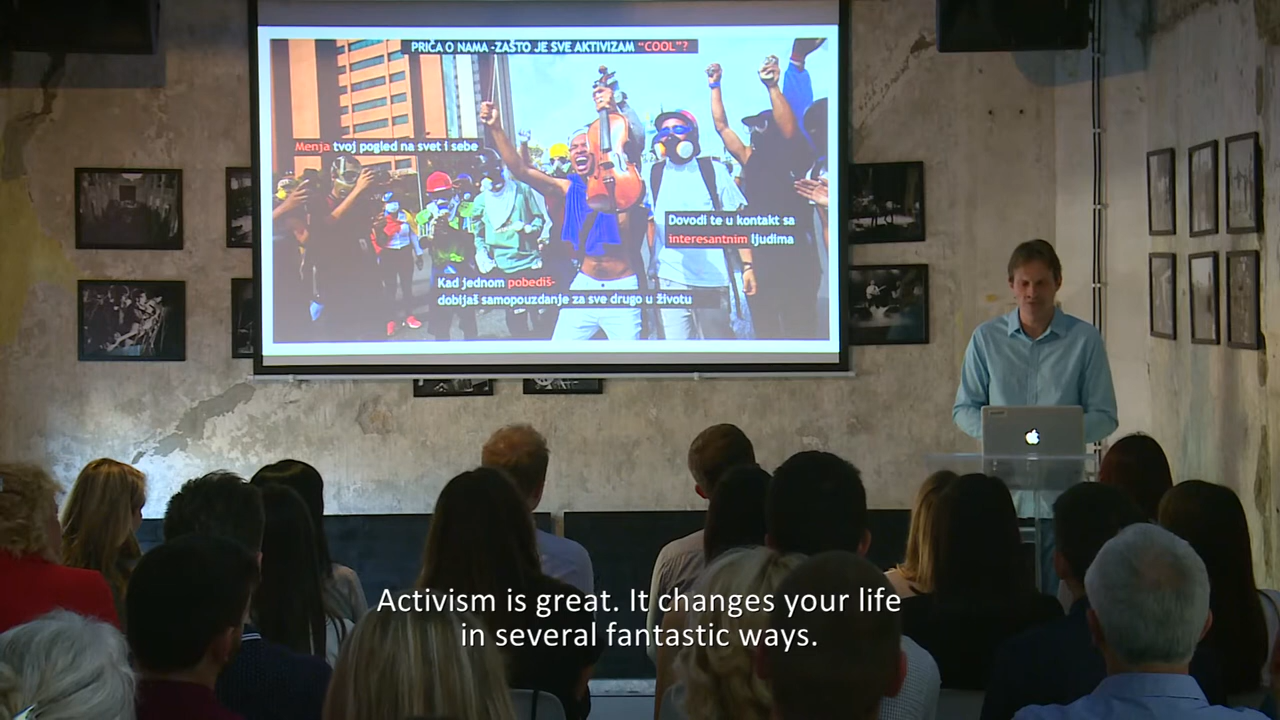 PRIČA O NAMA -ZAŠTO JE SVE AKTIVIZAM "COOL"?
Menja tvoj pogled na svet i sebe
Dovodi te u kontakt sa
interesantnim ljudima
Kad jednom pobediš-
dobijaš samopouzdanje za sve drugo u životu
Activism is great. It changes your life
in several fantastic ways.